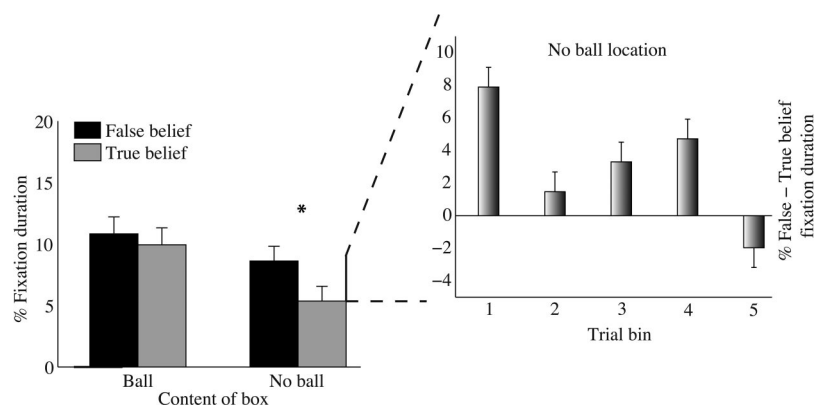 % Fixation duration
20
15
10
5
0
False belief
True belief
*
Ball
No ball
Content of box
No ball location
10
8
6
4
2
0
−2
−4
1
2
3
4
5
Trial bin
% False – True belief
fixation duration